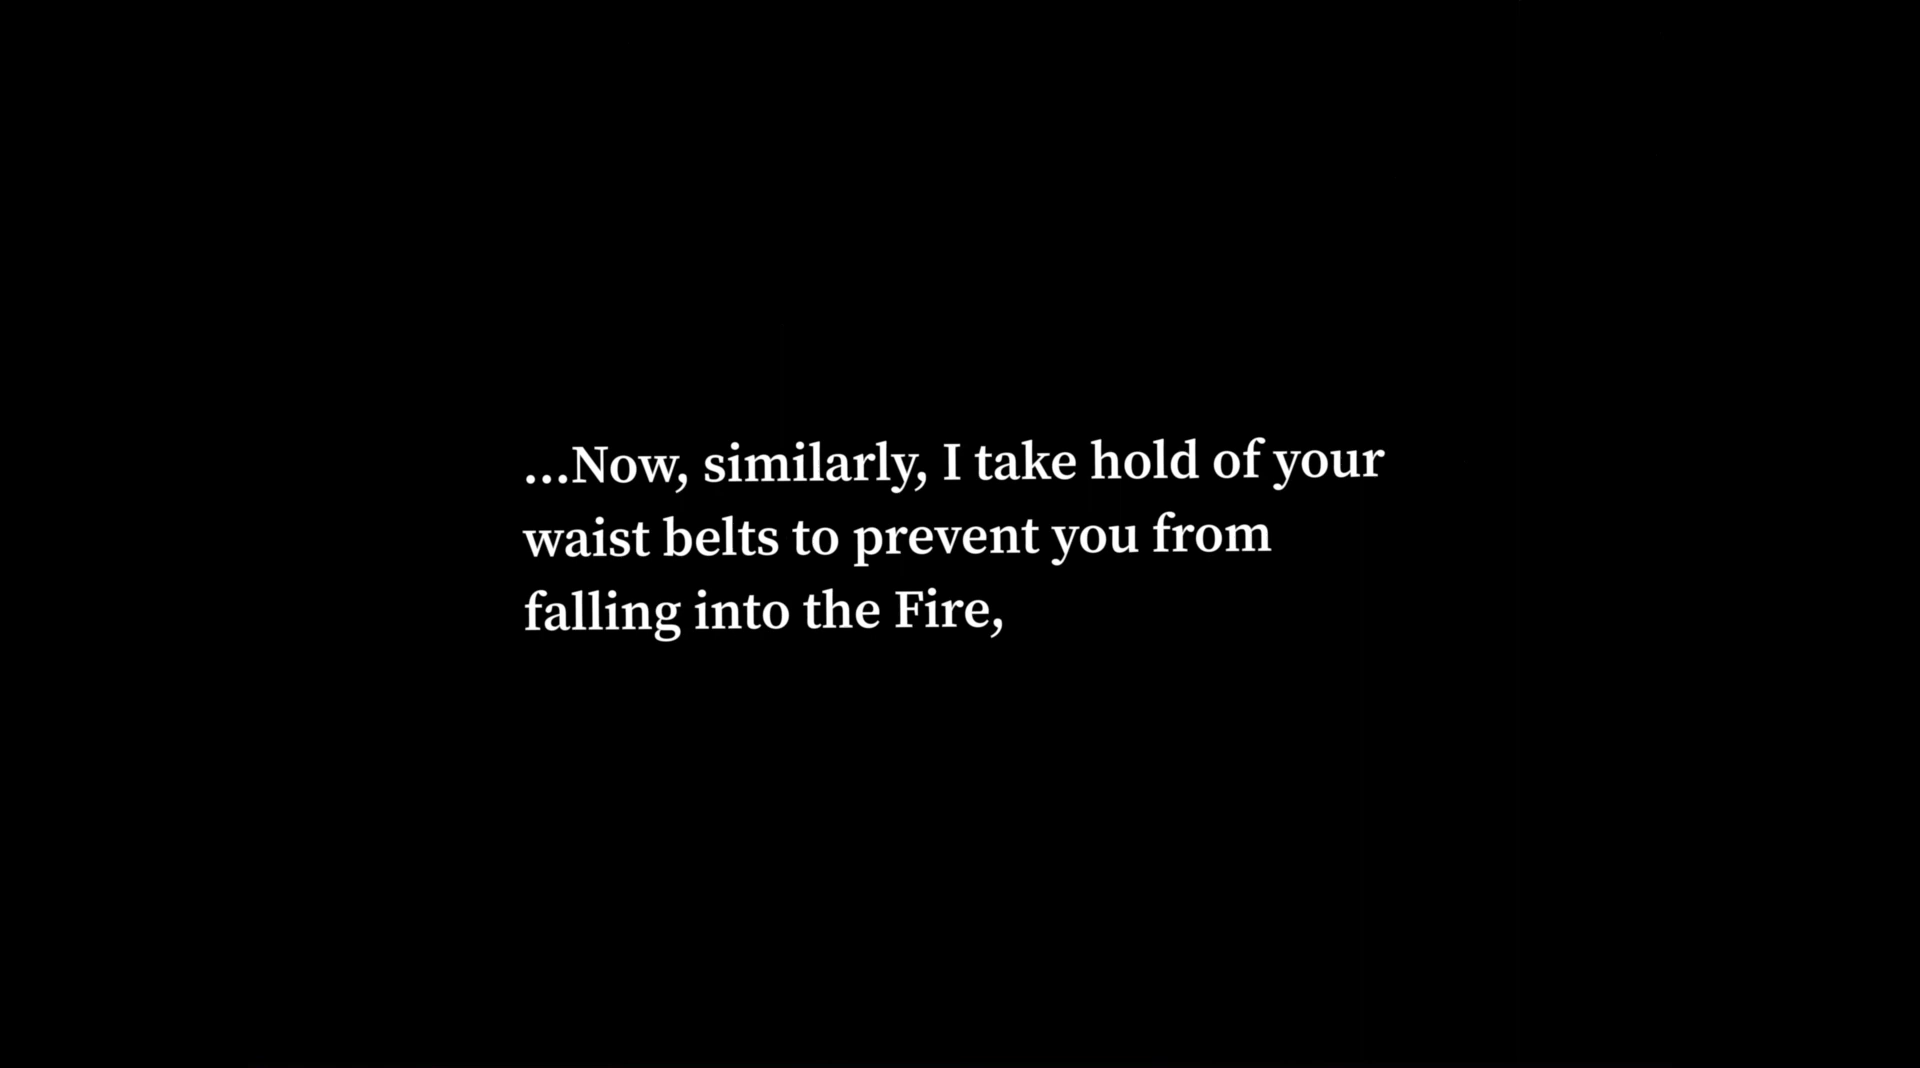 ...Now, similarly, I take hold of your
waist belts to prevent you from
falling into the Fire,